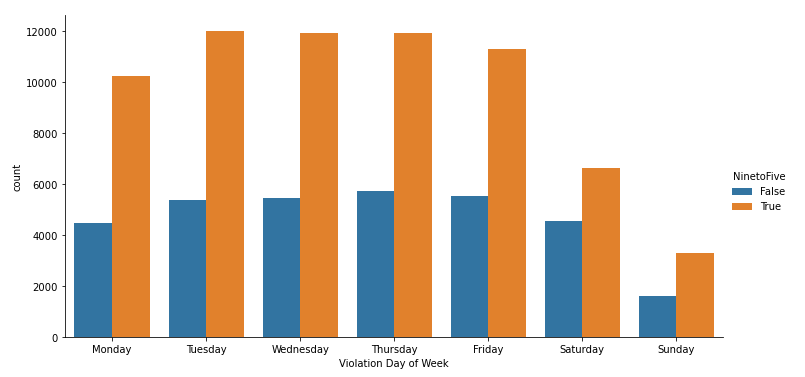 12000
10000
8000
6000
4000
2000
0
count
Monday Tuesday Wednesday Thursday Friday Saturday Sunday
Violation Day of Week
NinetoFive
False
True